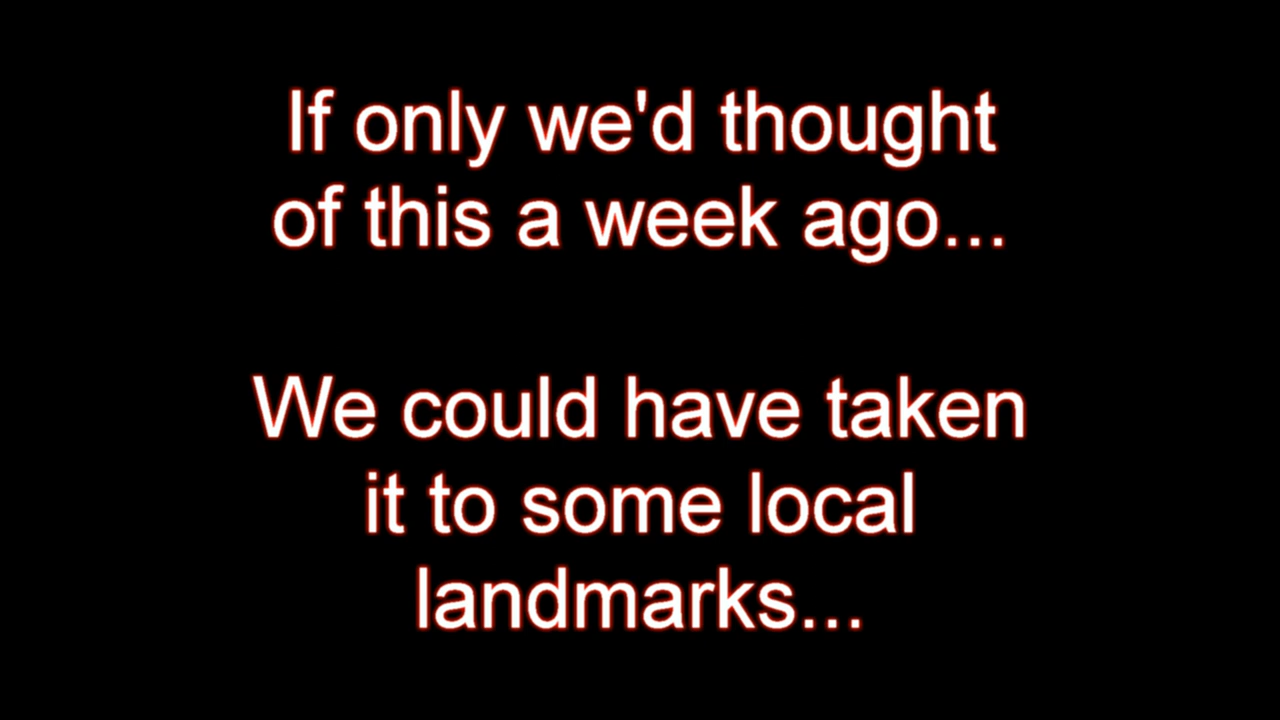 If only we'd thought
of this a week ago...
We could have taken
it to some local
landmarks...